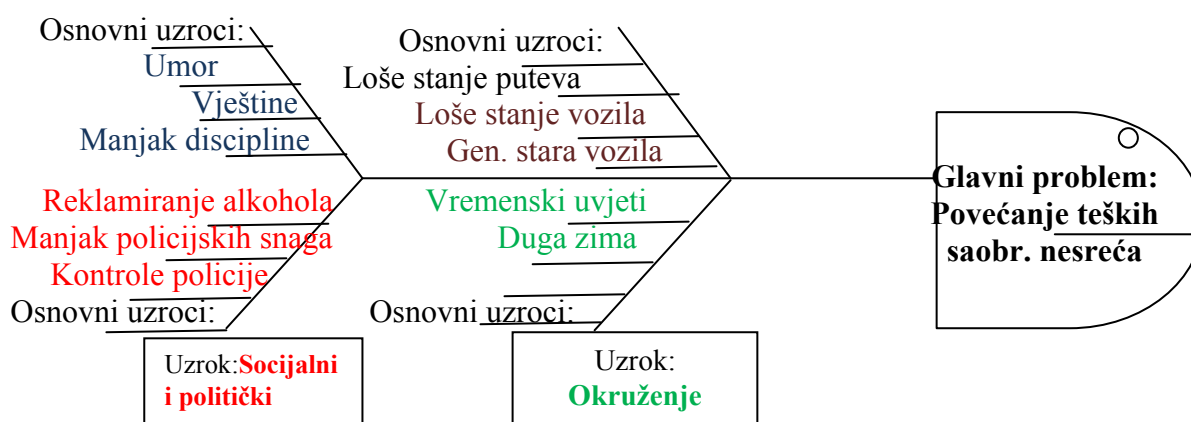 Osnovni uzroci:
Umor
Vještine
Manjak discipline
Osnovni uzroci:
Loše stanje puteva
Loše stanje vozila
Gen. stara vozila
Reklamiranje alkohola
Manjak policijskih snaga
Kontrole policije
Osnovni uzroci:
Vremenski uvjeti
Duga zima
Osnovni uzroci:
Glavni problem:
Povećanje teških
saobr. nesreća
Uzrok:Socijalni
i politički
Uzrok:
Okruženje